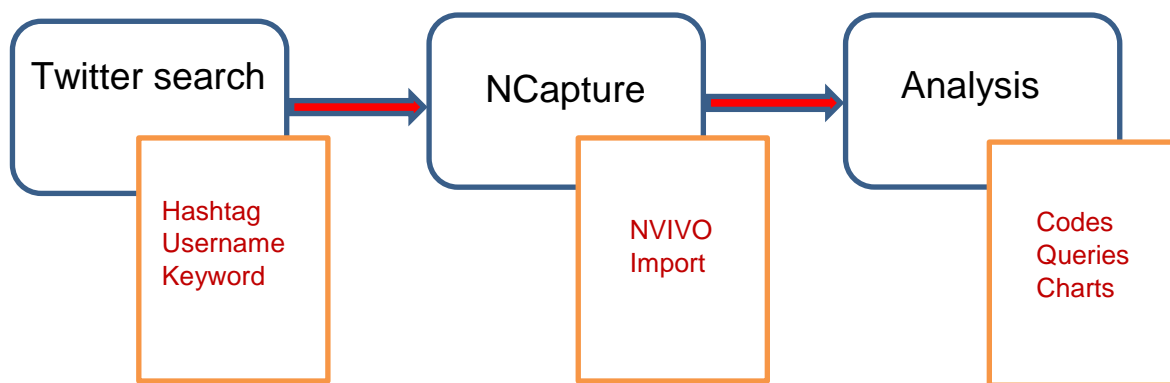 Twitter search
Hashtag
Username
Keyword
NCapture
NVIVO
Import
Analysis
Codes
Queries
Charts